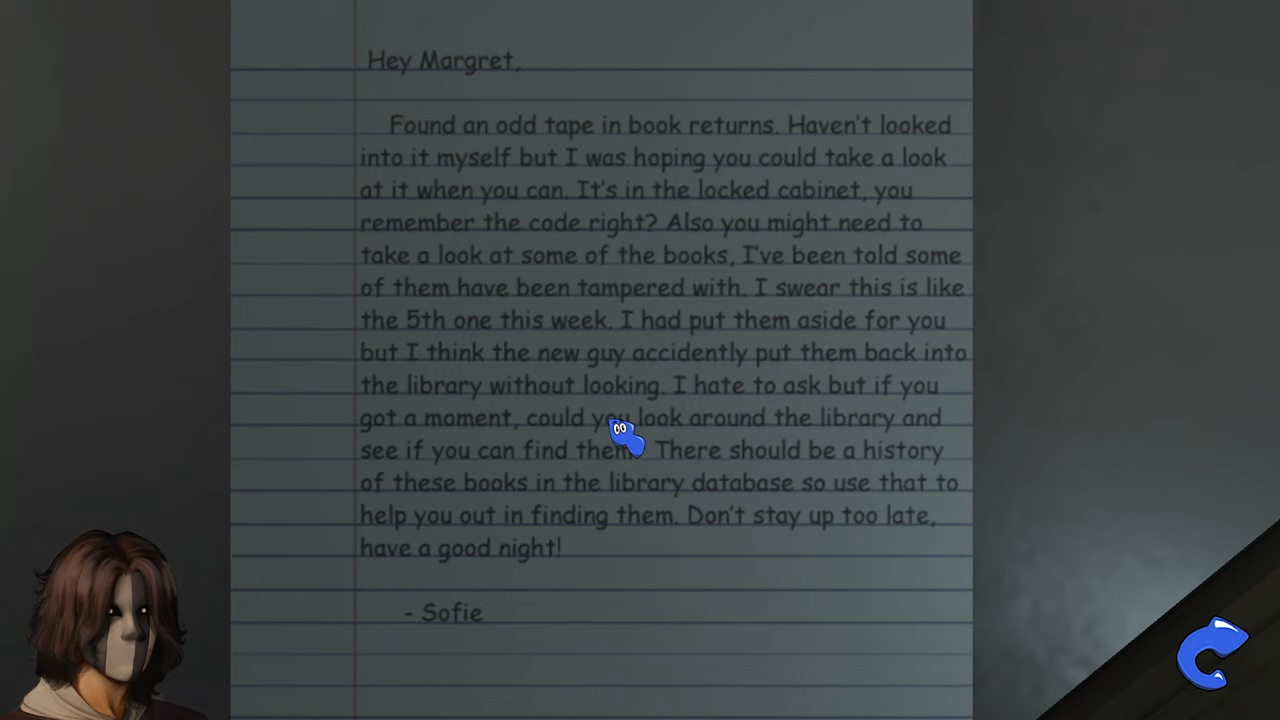 Hey Margret,
Found an odd tape in book returns. Haven't looked
into it myself but I was hoping you could take a look
at it when you can. It's in the locked cabinet, you
remember the code right? Also you might need to
take a look at some of the books, I've been told some
of them have been tampered with. I swear this is like
the 5th one this week. I had put them aside for you
but I think the new guy accidently put them back into
the library without looking. I hate to ask but if you
got a moment, could you look around the library and
see if you can find them? There should be a history
of these books in the library database so use that to
help you out in finding them. Don't stay up too late,
have a good night!
- Sofie